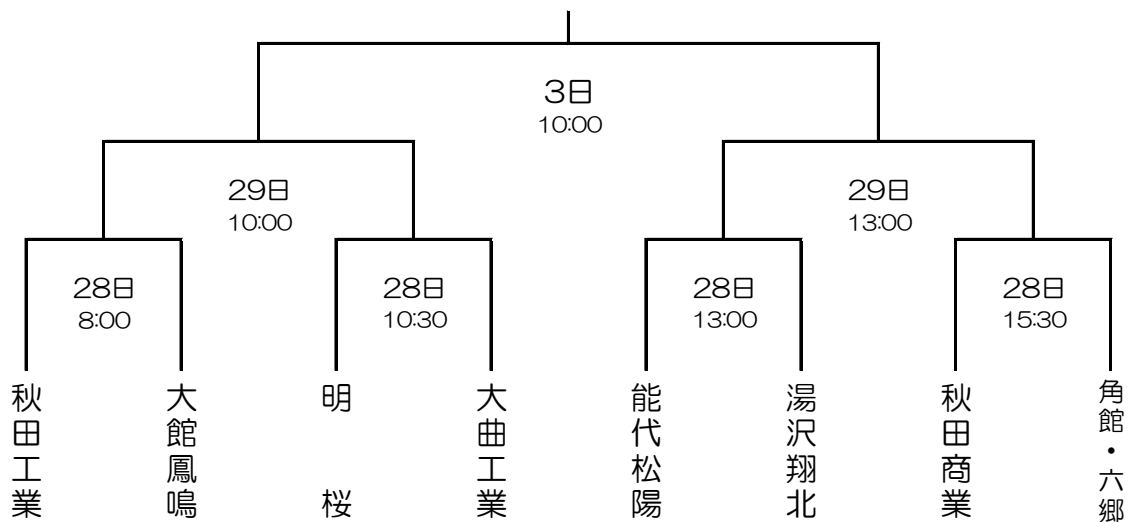 3日
10:00
29日
10:00
29日
13:00
28日
8:00
28日
10:30
28日
13:00
28日
15:30
秋田工業
大館鳳鳴
明桜
大曲工業
能代松陽
湯沢翔北
秋田商業
角館・六郷